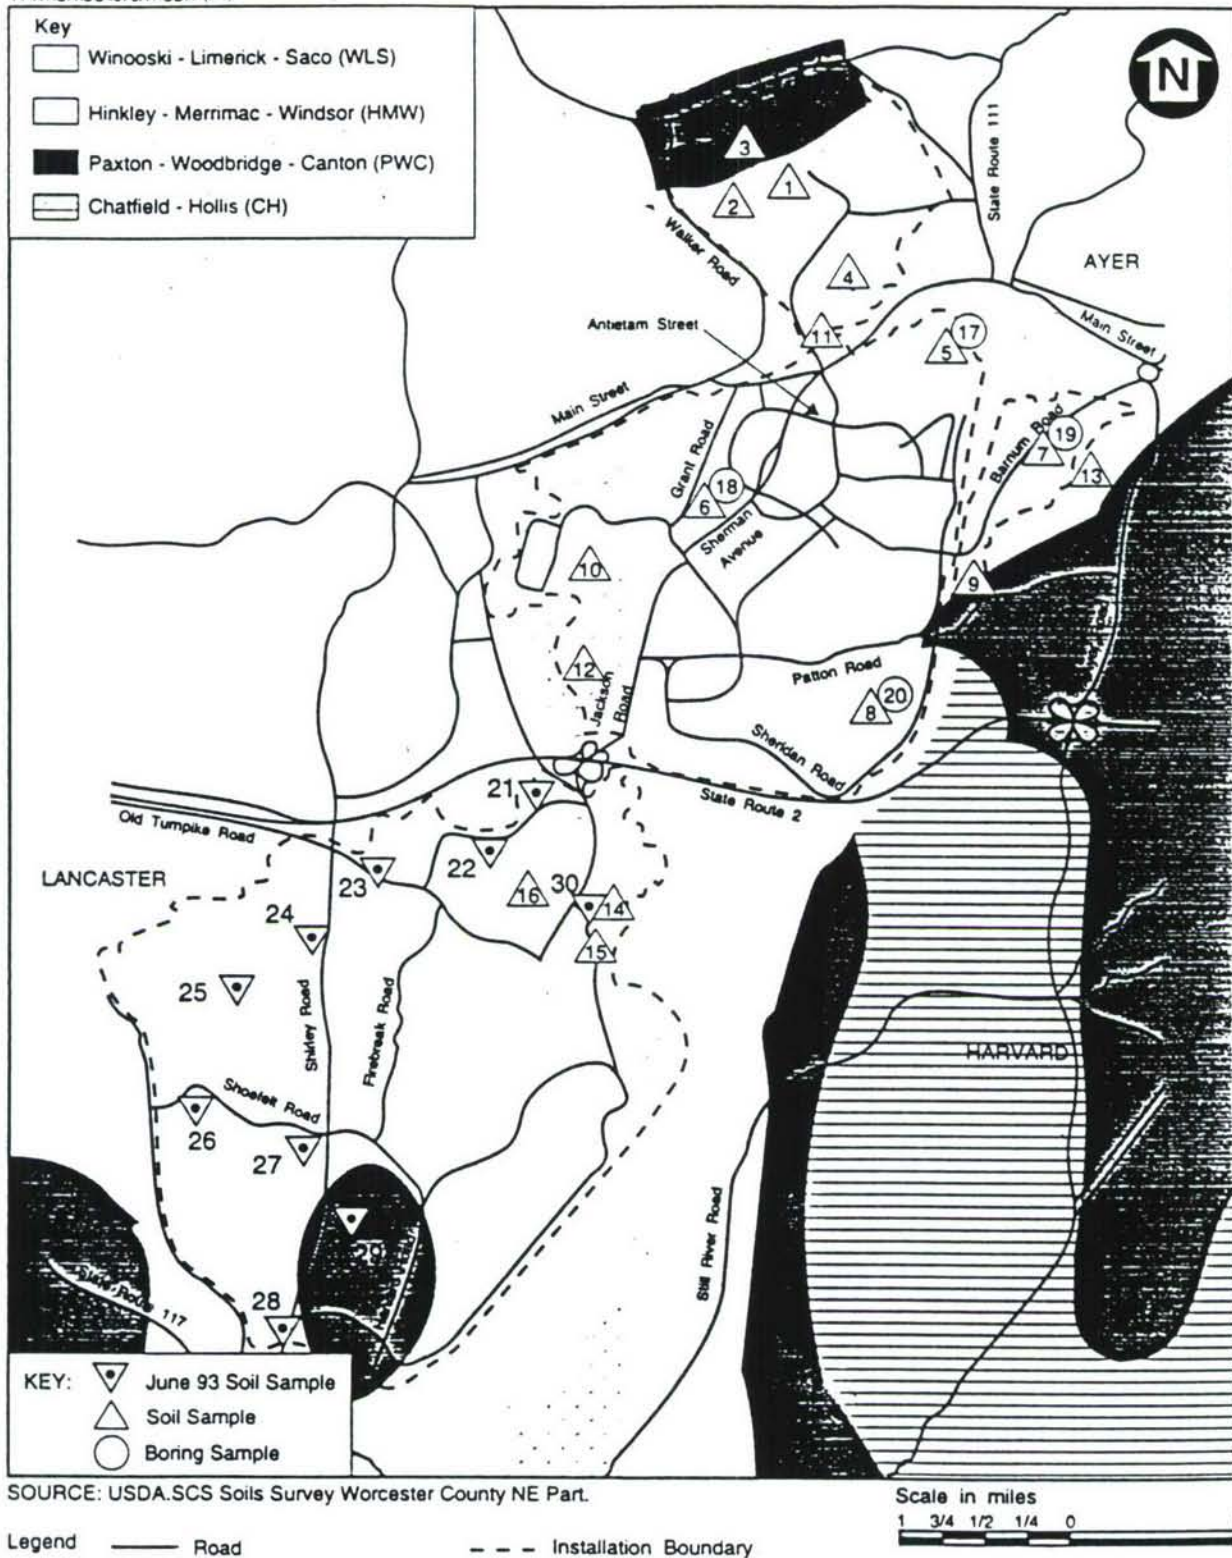 Key
Winooski - Limerick - Saco (WLS)
Hinkley - Merrimac - Windsor (HMW)
Paxton - Woodbridge - Canton (PWC)
Chatfield - Hollis (CH)
N
State Route 111
AYER
3
1
2
Walker Road
4
Antietam Street
11
17
5
Main Street
Main Street
Grant Road
Barnum Road
19
7
13
18
6
Sherman
Avenue
10
9
12
Jackson
Road
Patton Road
20
8
Sheridan Road
21
State Route 2
Old Turnpike Road
22
LANCASTER
23
30
16
14
24
15
25
Shirley Road
Firebreak Road
HARVARD
Shoefelt Road
26
27
29
Still River Road
State Route 117
28
KEY:
June 93 Soil Sample
Soil Sample
Boring Sample
SOURCE: USDA.SCS Soils Survey Worcester County NE Part.
Scale in miles
1 3/4 1/2 1/4 0
Legend
Road
Installation Boundary